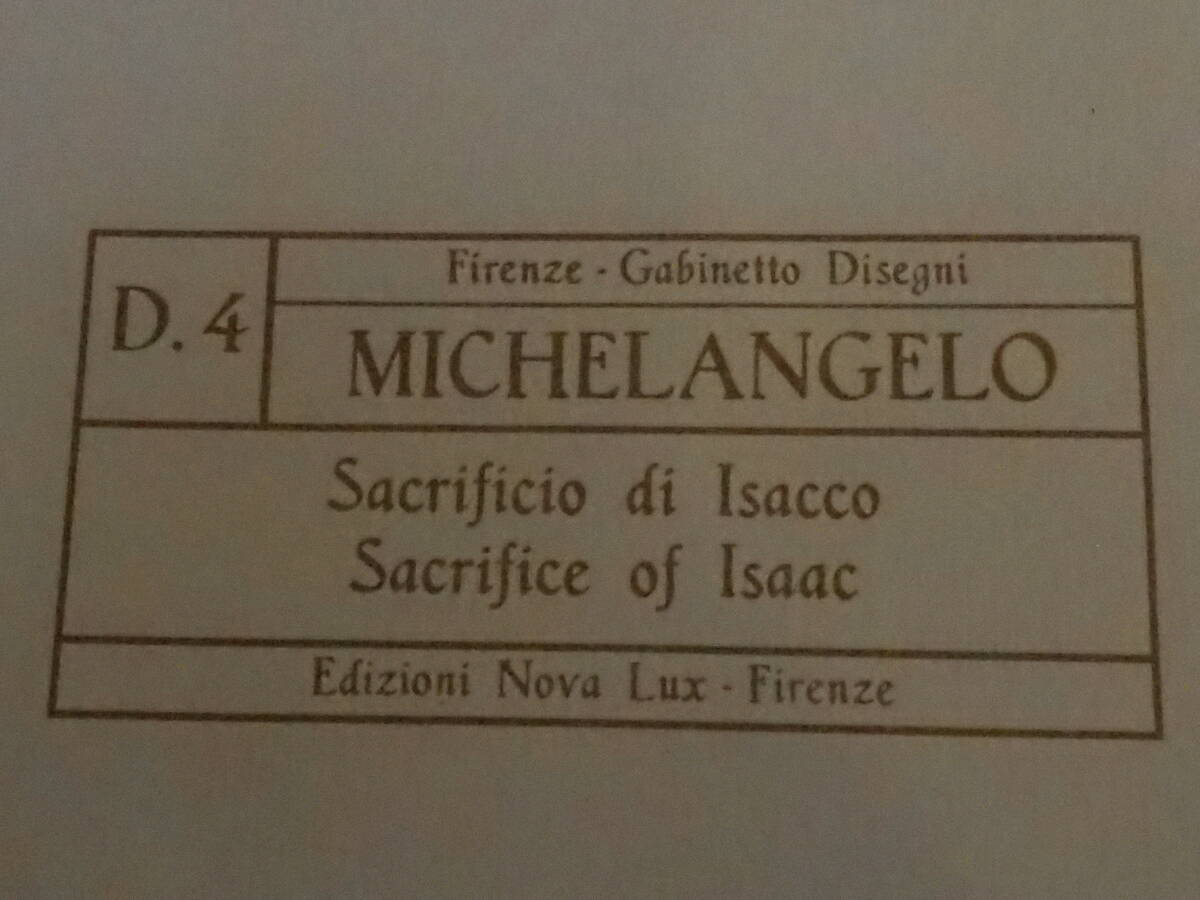 D. 4
Firenze - Gabinetto Disegni
MICHELANGELO
Sacrificio di Isacco
Sacrifice of Isaac
Edizioni Nova Lux - Firenze